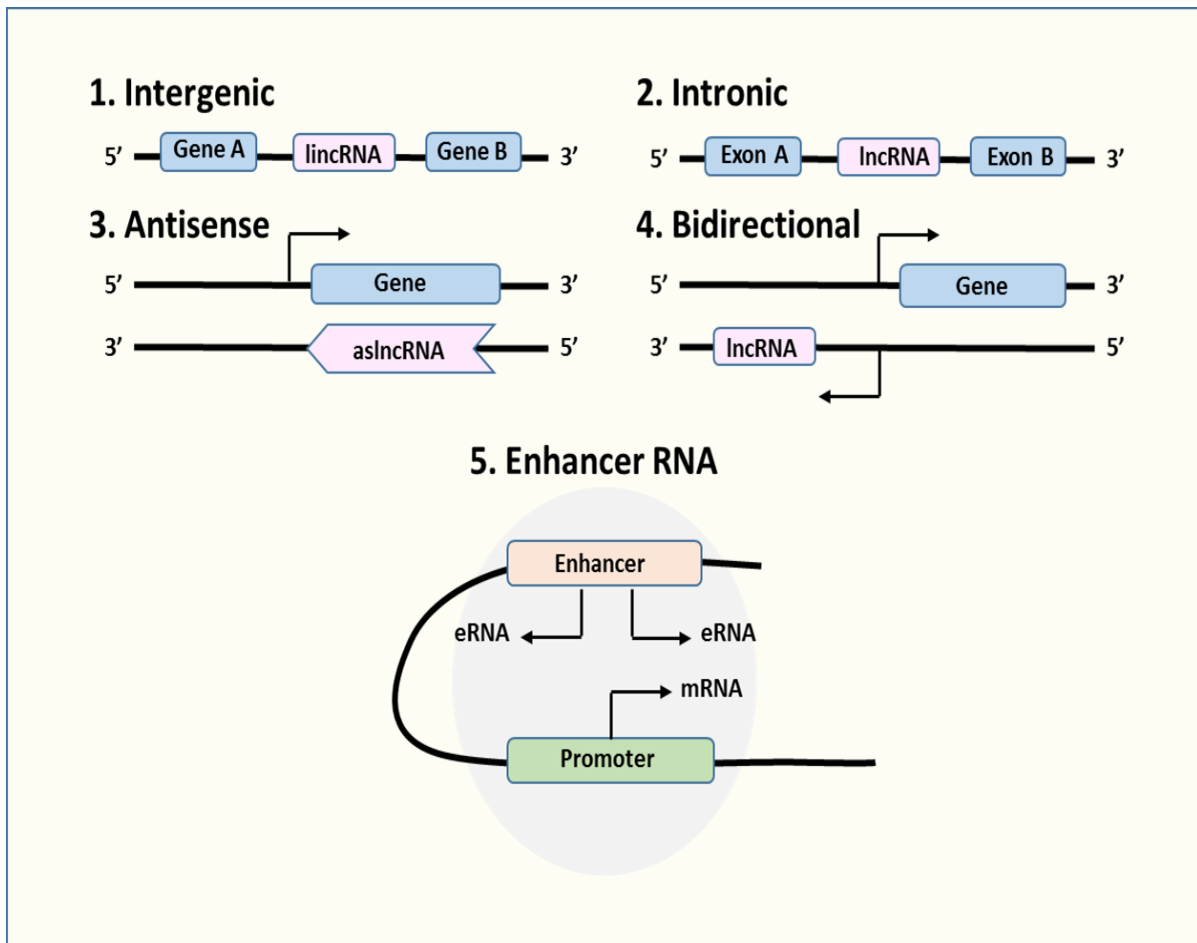 1. Intergenic
5’ Gene A lincRNA Gene B 3’
2. Intronic
5’ Exon A lncRNA Exon B 3’
3. Antisense
5’ Gene 3’
3’ aslncRNA 5’
4. Bidirectional
5’ Gene 3’
3’ lncRNA 5’
5. Enhancer RNA
Enhancer
eRNA eRNA
mRNA
Promoter